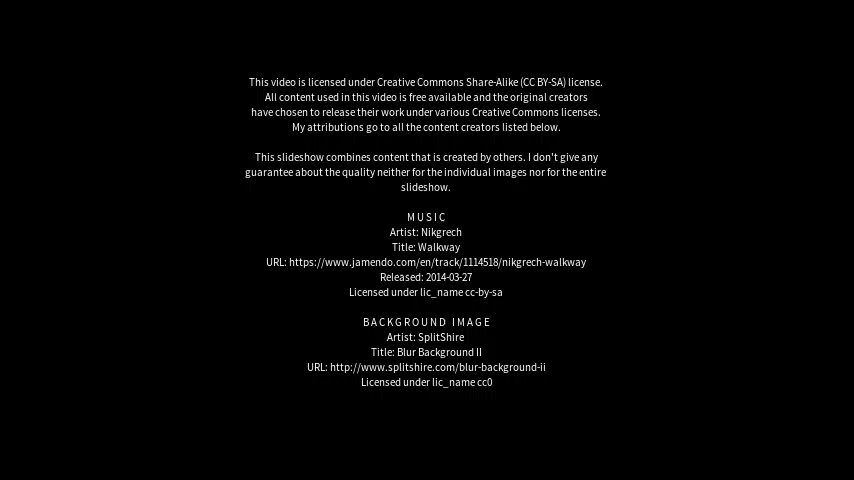 This video is licensed under Creative Commons Share-Alike (CC BY-SA) license.
All content used in this video is free available and the original creators
have chosen to release their work under various Creative Commons licenses.
My attributions go to all the content creators listed below.
This slideshow combines content that is created by others. I don't give any
guarantee about the quality neither for the individual images nor for the entire
slideshow.
MUSIC
Artist: Nikgrech
Title: Walkway
URL: https://www.jamendo.com/en/track/1114518/nikgrech-walkway
Released: 2014-03-27
Licensed under lic_name cc-by-sa
BACKGROUND IMAGE
Artist: SplitShire
Title: Blur Background II
URL: http://www.splitshire.com/blur-background-ii
Licensed under lic_name cc0